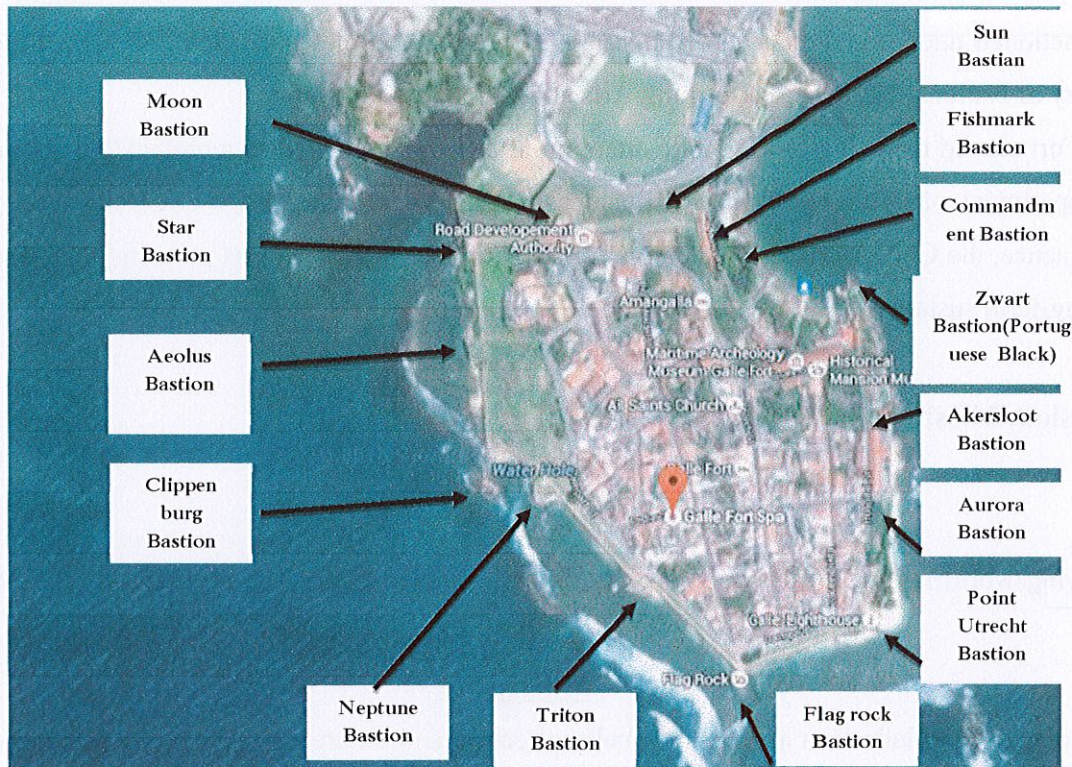 Sun
Bastian
Moon
Bastion
Fishmark
Bastion
Star
Bastion
Commandm
ent Bastion
Road Developement
Authority
Zwart
Bastion(Portug
uese Black)
Amangalla
Aeolus
Bastion
Maritime Archeology
Museum Galle Fort
Historical
Mansion Mu
All Saints Church
Akersloot
Bastion
Water Hole
Galle Fort
Clippen
burg
Bastion
Galle Fort Spa
Aurora
Bastion
Point
Utrecht
Bastion
Galle Lighthouse
Flag Rock
Neptune
Bastion
Triton
Bastion
Flag rock
Bastion